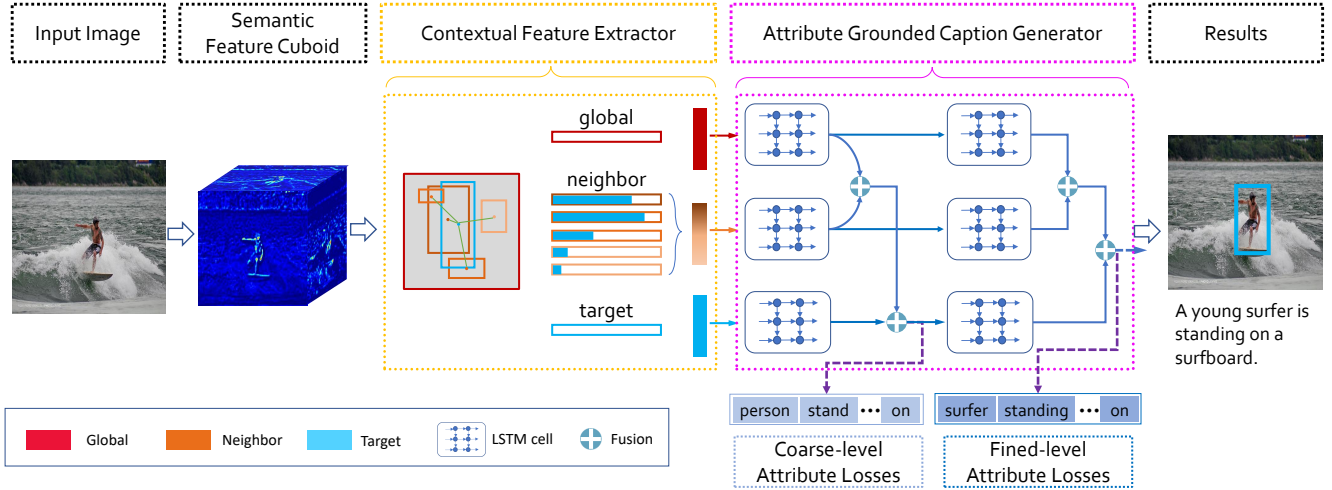 Input Image
Semantic
Feature Cuboid
Contextual Feature Extractor
Attribute Grounded Caption Generator
Results
global
neighbor
target
A young surfer is
standing on a
surfboard.
person stand ••• on
surfer standing ••• on
Coarse-level
Attribute Losses
Fined-level
Attribute Losses
Global
Neighbor
Target
LSTM cell
Fusion